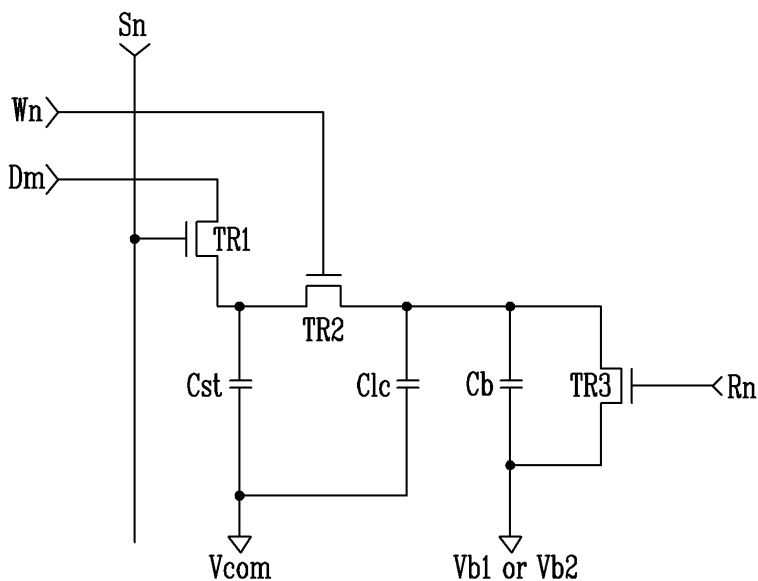 Sn
Wn
Dm
TR1
TR2
Cst
Clc
Cb
TR3
Rn
Vcom
Vb1 or Vb2